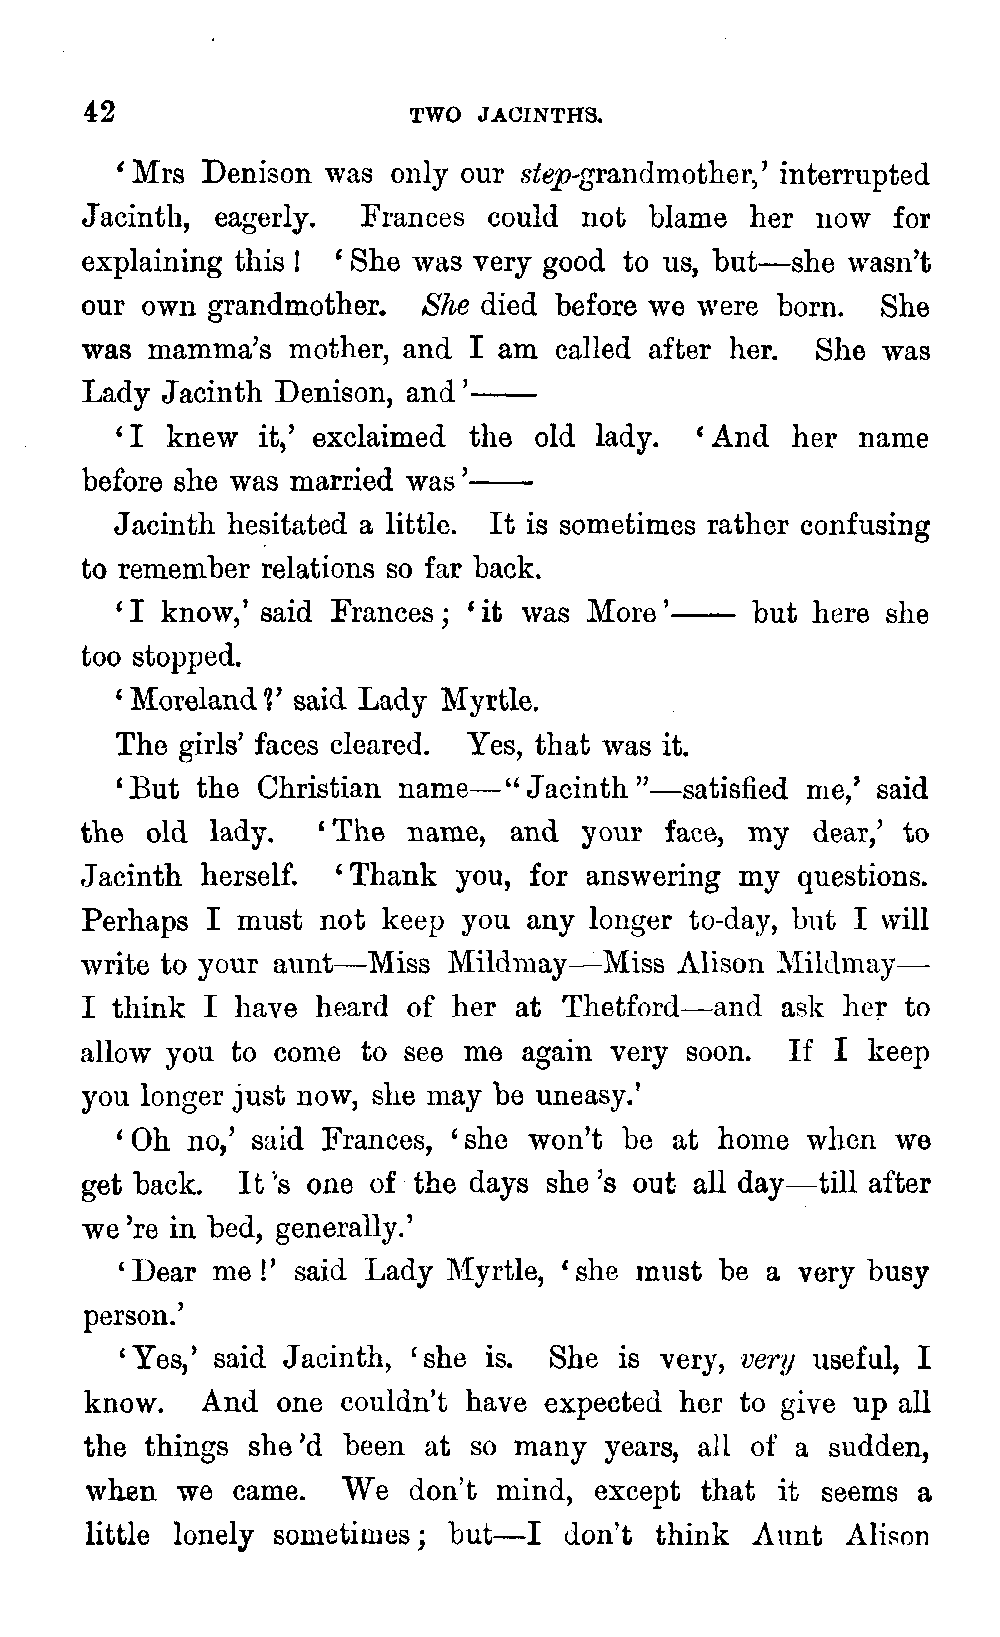 42 TWO JACINTHS.
‘Mrs Denison was only our step-grandmother,’ interrupted
Jacinth, eagerly. Frances could not blame her now for
explaining this! ‘She was very good to us, but—she wasn’t
our own grandmother. She died before we were born. She
was mamma’s mother, and I am called after her. She was
Lady Jacinth Denison, and’——
‘I knew it,’ exclaimed the old lady. ‘And her name
before she was married was’——
Jacinth hesitated a little. It is sometimes rather confusing
to remember relations so far back.
‘I know,’ said Frances; ‘it was More’—— but here she
too stopped.
‘Moreland?’ said Lady Myrtle.
The girls’ faces cleared. Yes, that was it.
‘But the Christian name—“Jacinth”—satisfied me,’ said
the old lady. ‘The name, and your face, my dear,’ to
Jacinth herself. ‘Thank you, for answering my questions.
Perhaps I must not keep you any longer to-day, but I will
write to your aunt—Miss Mildmay—Miss Alison Mildmay—
I think I have heard of her at Thetford—and ask her to
allow you to come to see me again very soon. If I keep
you longer just now, she may be uneasy.’
‘Oh no,’ said Frances, ‘she won’t be at home when we
get back. It’s one of the days she’s out all day—till after
we’re in bed, generally.’
‘Dear me!’ said Lady Myrtle, ‘she must be a very busy
person.’
‘Yes,’ said Jacinth, ‘she is. She is very, very useful, I
know. And one couldn’t have expected her to give up all
the things she’d been at so many years, all of a sudden,
when we came. We don’t mind, except that it seems a
little lonely sometimes; but—I don’t think Aunt Alison